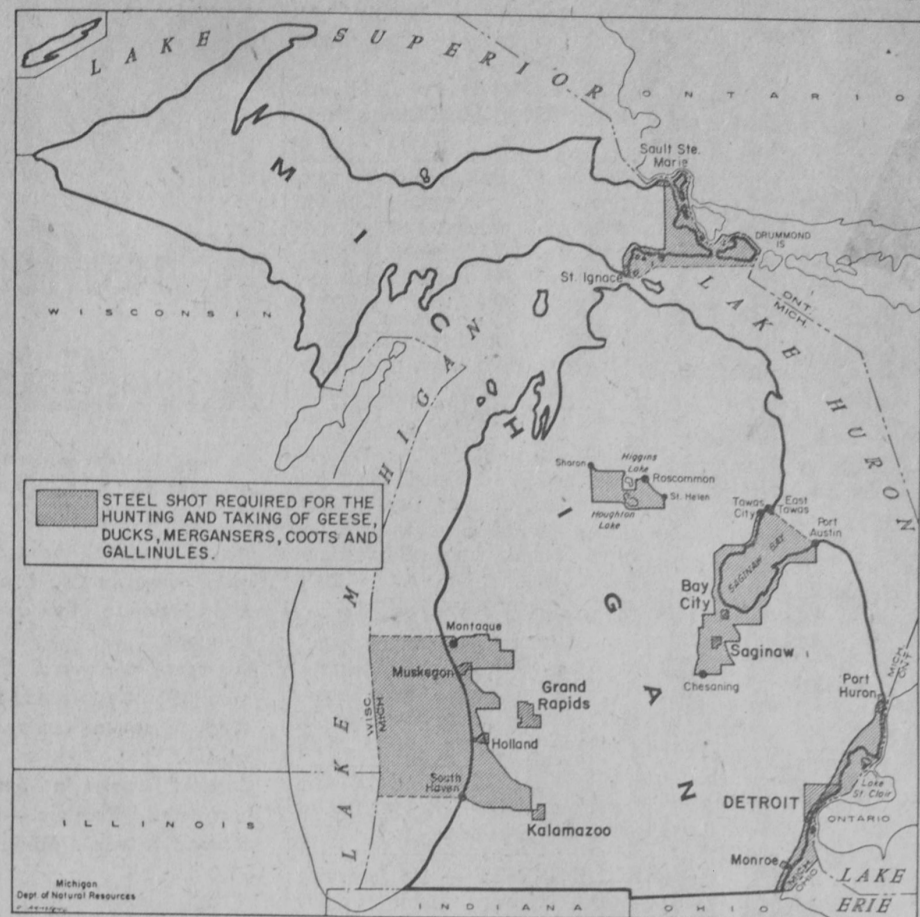 LAKE SUPERIOR
ONTARIO
Sault Ste.
Marie
DRUMMOND
IS
St. Ignace
MICHIGAN
WISCONSIN
LAKE HURON
ONT.
MICH.
LAKE MICHIGAN
Sharon
Higgins
Lake
Roscommon
St. Helen
Houghton
Lake
STEEL SHOT REQUIRED FOR THE
HUNTING AND TAKING OF GEESE,
DUCKS, MERGANSERS, COOTS AND
GALLINULES.
Tawas
City
East
Tawas
Port
Austin
SAGINAW BAY
Bay
City
Saginaw
Chesaning
Montague
Muskegon
Grand
Rapids
Holland
WISC.
MICH
South
Haven
Kalamazoo
MICH
ONT
Port
Huron
Lake
St. Clair
DETROIT
ONTARIO
Monroe
MICH
OHIO
LAKE
ERIE
ILLINOIS
INDIANA
OHIO
Michigan
Dept. of Natural Resources